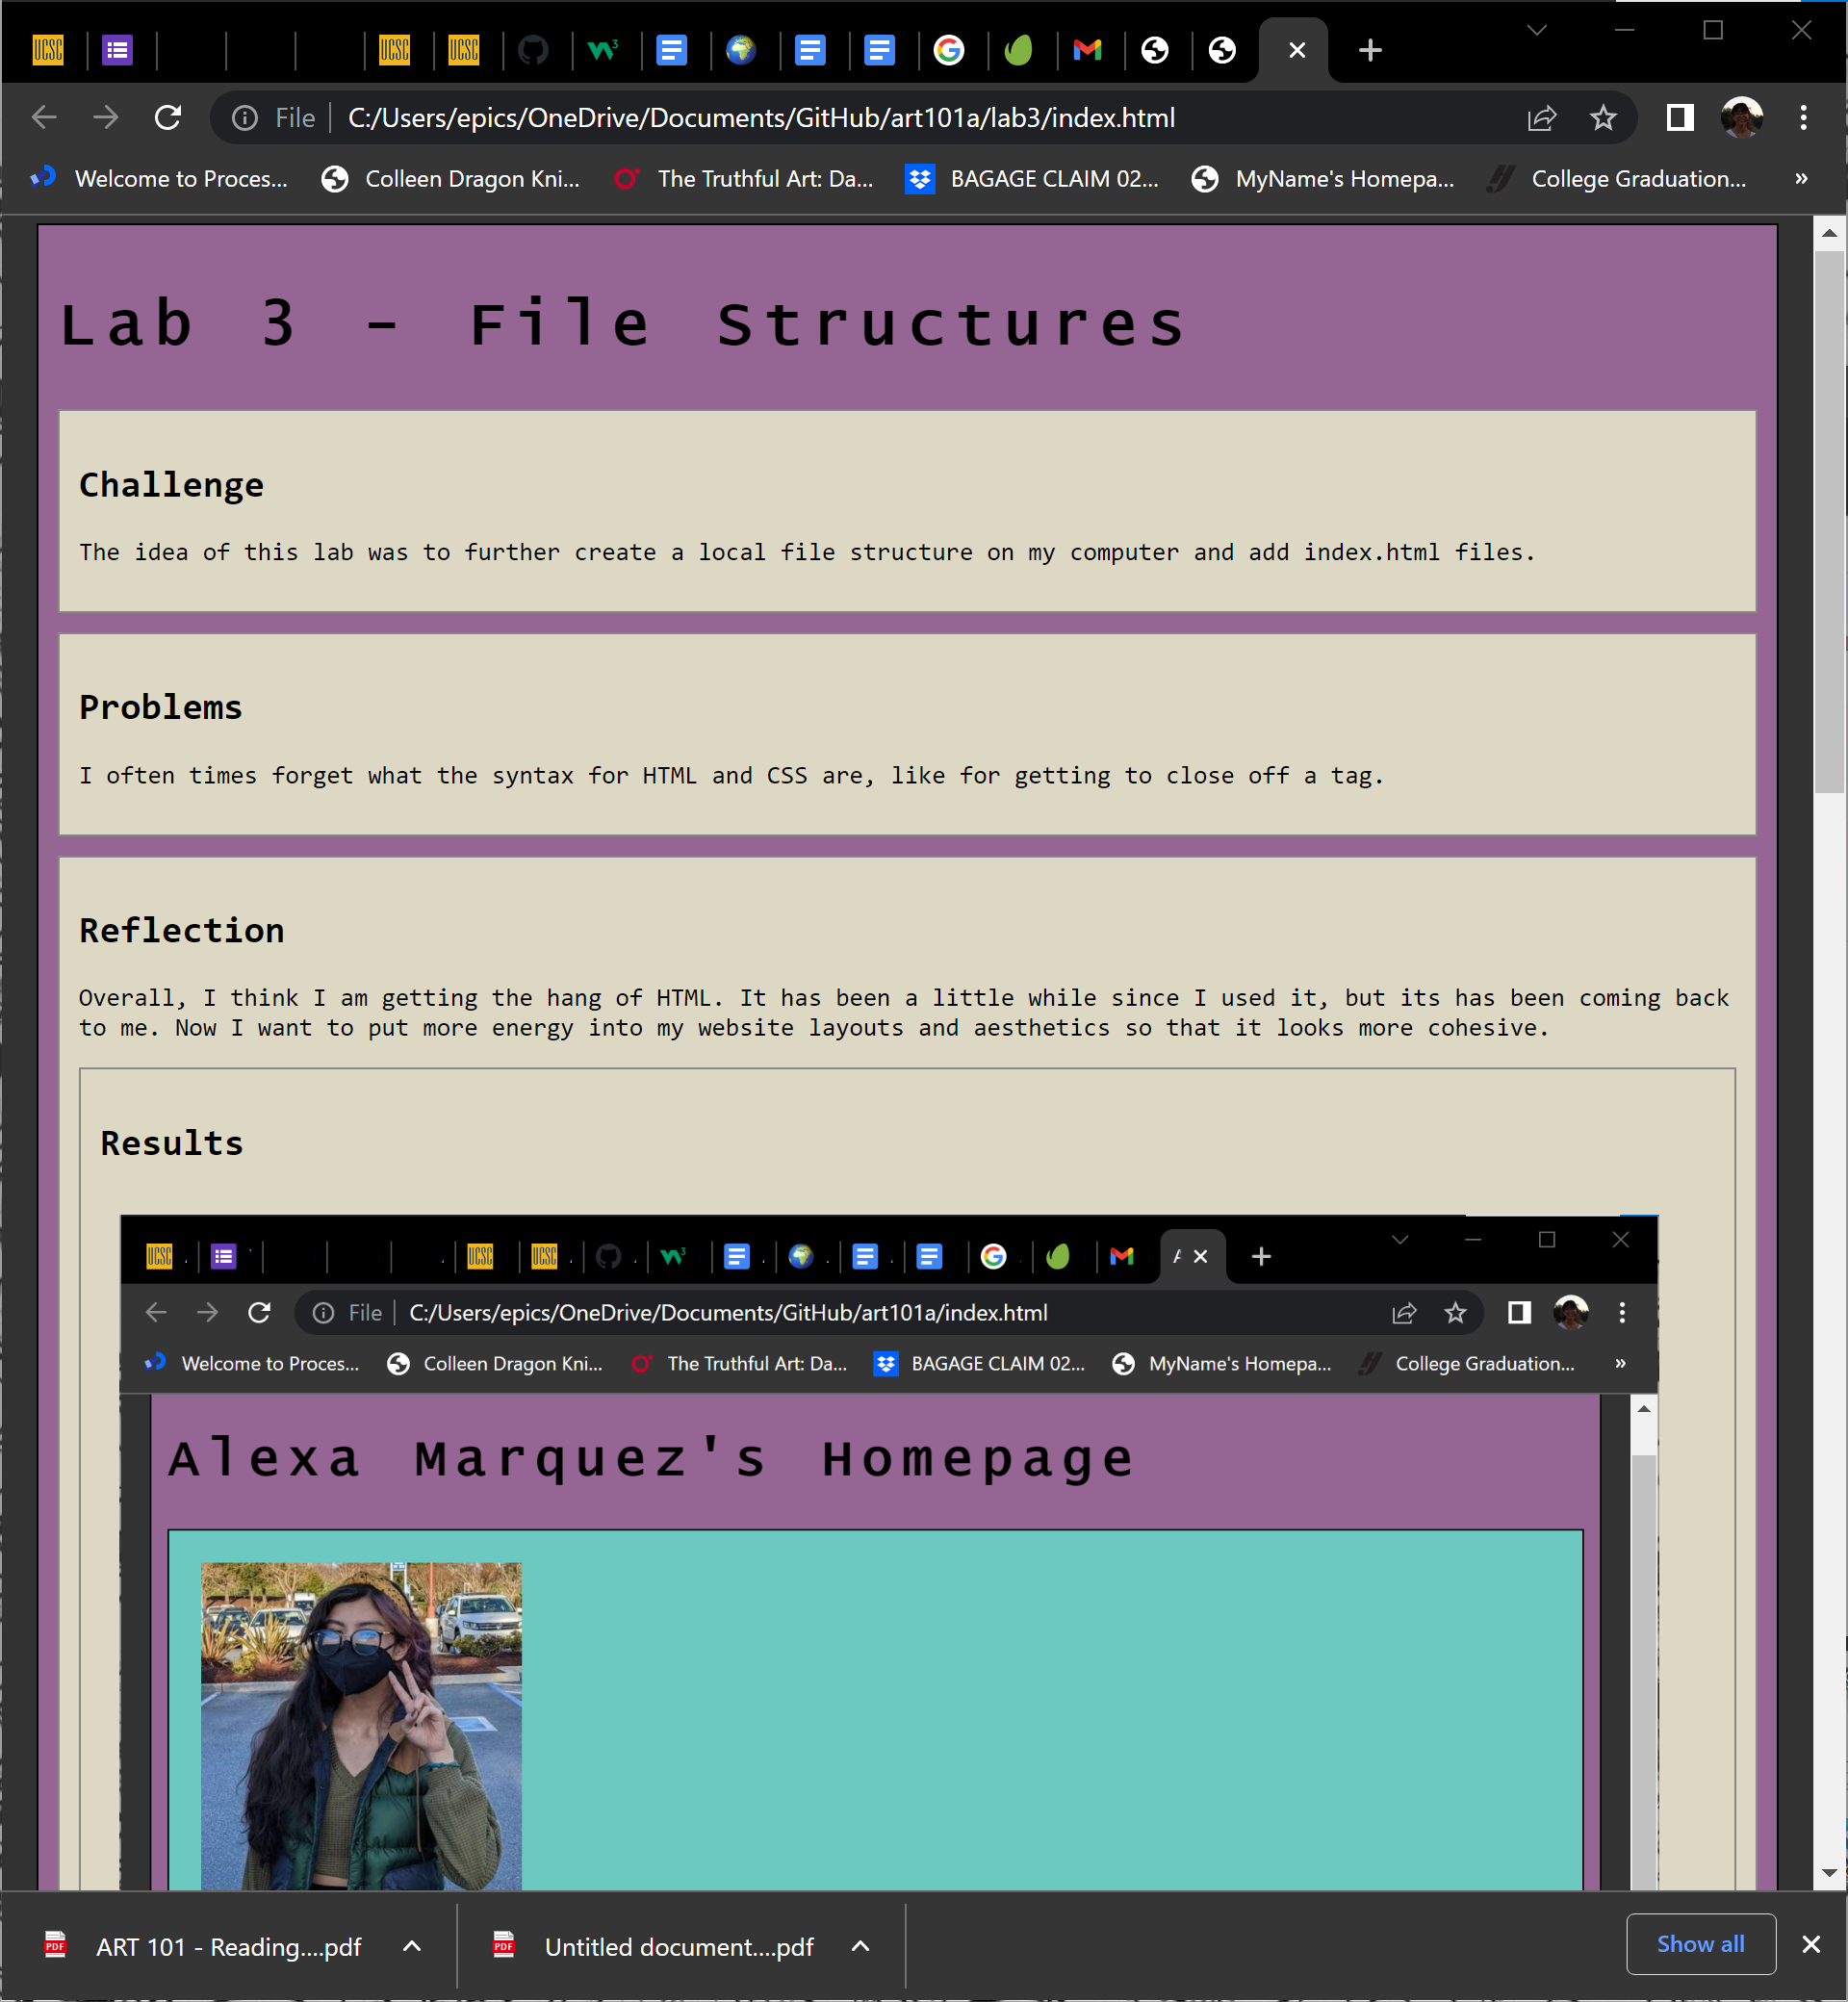 UCSC UCSC UCSC
File C:/Users/epics/OneDrive/Documents/GitHub/art101a/lab3/index.html
Welcome to Proces... Colleen Dragon Kni... The Truthful Art: Da... BAGAGE CLAIM 02... MyName's Homepa... College Graduation... »
Lab 3 – File Structures
Challenge
The idea of this lab was to further create a local file structure on my computer and add index.html files.
Problems
I often times forget what the syntax for HTML and CSS are, like for getting to close off a tag.
Reflection
Overall, I think I am getting the hang of HTML. It has been a little while since I used it, but its has been coming back
to me. Now I want to put more energy into my website layouts and aesthetics so that it looks more cohesive.
Results
UCSC UCSC UCSC
File C:/Users/epics/OneDrive/Documents/GitHub/art101a/index.html
Welcome to Proces... Colleen Dragon Kni... The Truthful Art: Da... BAGAGE CLAIM 02... MyName's Homepa... College Graduation... »
Alexa Marquez's Homepage
PDF ART 101 - Reading....pdf PDF Untitled document....pdf Show all